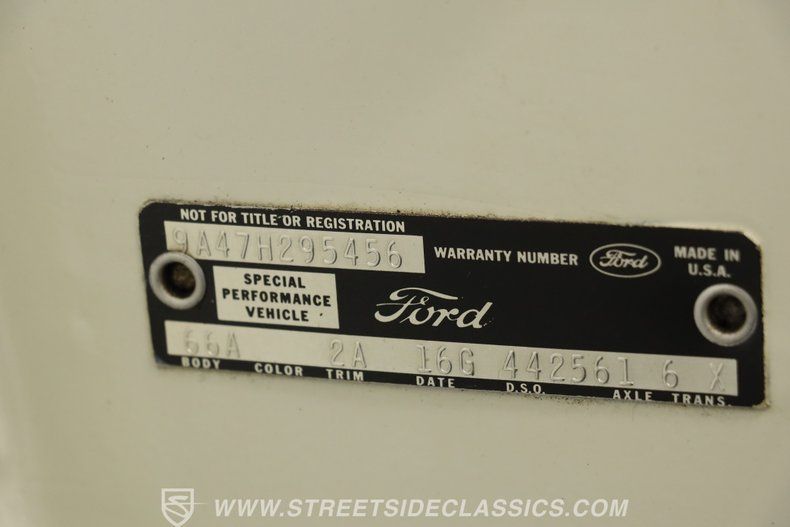 NOT FOR TITLE OR REGISTRATION
9A47H295456
WARRANTY NUMBER
Ford
MADE IN
U.S.A.
SPECIAL
PERFORMANCE
VEHICLE
Ford
66A 2A 16G 442561 6 X
BODY COLOR TRIM DATE D.S.O. AXLE TRANS.
WWW.STREETSIDECLASSICS.COM